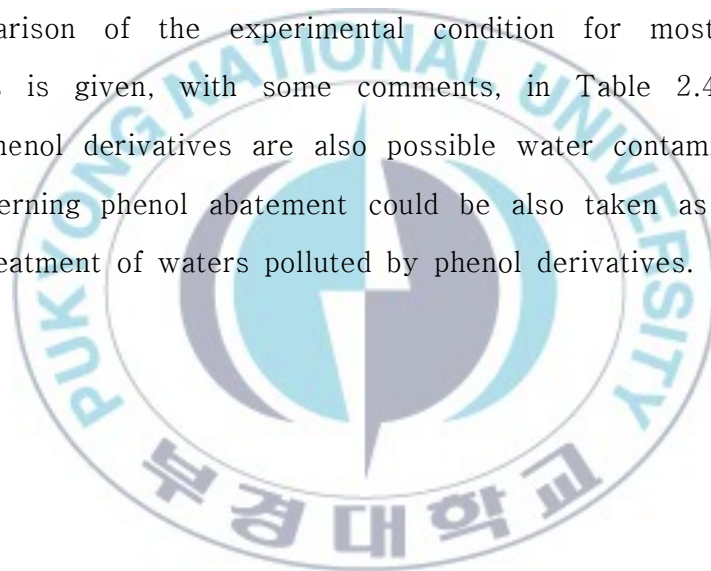 arison of the experimental condition for most
s is given, with some comments, in Table 2.4
henol derivatives are also possible water contam
erning phenol abatement could be also taken as
eatment of waters polluted by phenol derivatives.
PUKYONG NATIONAL UNIVERSITY
부경대학교